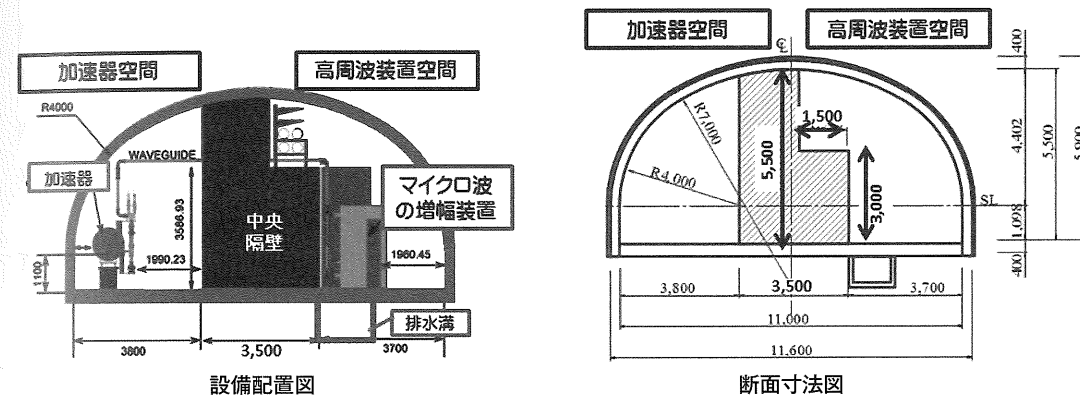 加速器空間
高周波装置空間
R4000
WAVEGUIDE
加速器
マイクロ波
の増幅装置
中央
隔壁
3586.93
1990.23
1100
1960.45
排水溝
3800
3,500
3700
設備配置図
加速器空間
高周波装置空間
℄
400
R7,000
1,500
R4,000
5,500
3,000
4,402
5,500
SL
1,098
400
3,800
3,500
3,700
11,000
11,600
断面寸法図